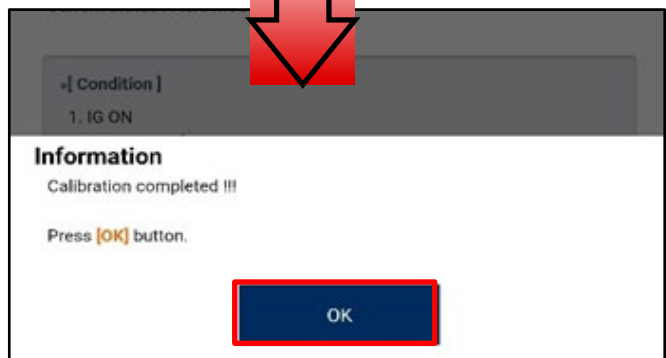 •[ Condition ]
1. IG ON
Information
Calibration completed !!!
Press [OK] button.
OK